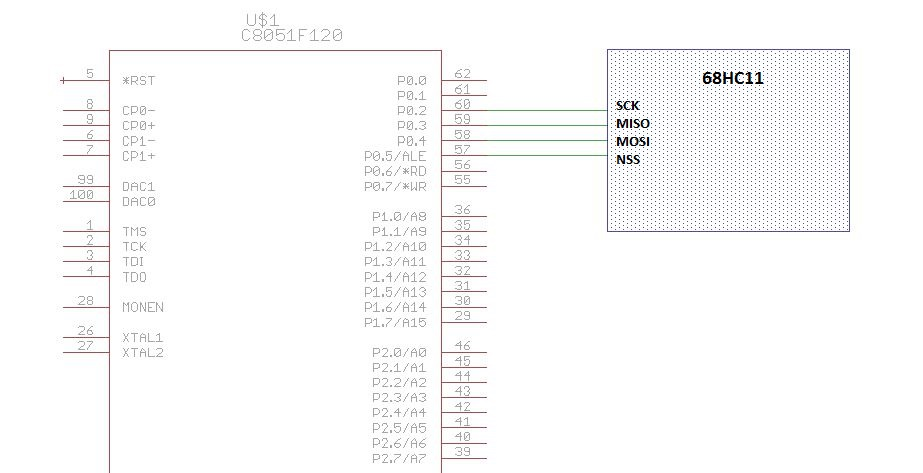 U$1
C8051F120
5 *RST
8 CP0-
9 CP0+
6 CP1-
7 CP1+
99 DAC1
100 DAC0
1 TMS
2 TCK
3 TDI
4 TDO
28 MONEN
26 XTAL1
27 XTAL2
P0.0 62
P0.1 61
P0.2 60
P0.3 59
P0.4 58
P0.5/ALE 57
P0.6/*RD 56
P0.7/*WR 55
P1.0/A8 36
P1.1/A9 35
P1.2/A10 34
P1.3/A11 33
P1.4/A12 32
P1.5/A13 31
P1.6/A14 30
P1.7/A15 29
P2.0/A0 46
P2.1/A1 45
P2.2/A2 44
P2.3/A3 43
P2.4/A4 42
P2.5/A5 41
P2.6/A6 40
P2.7/A7 39
68HC11
SCK
MISO
MOSI
NSS